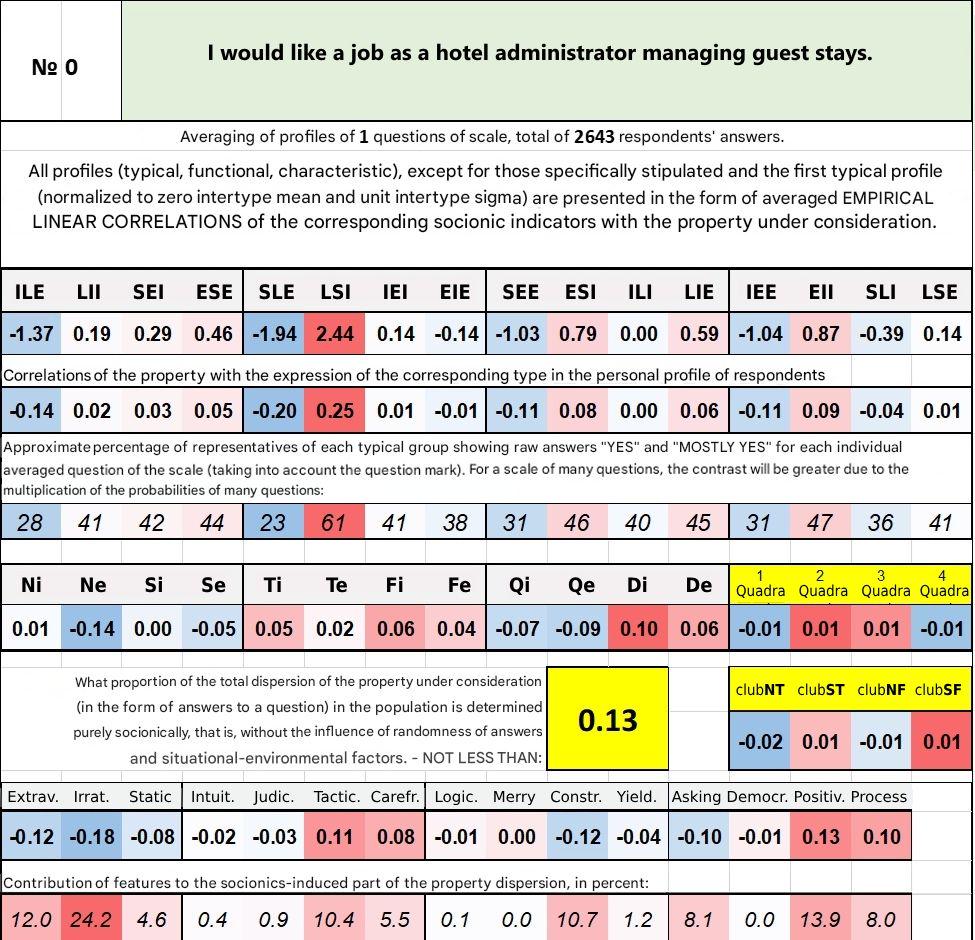 № 0
I would like a job as a hotel administrator managing guest stays.
Averaging of profiles of 1 questions of scale, total of 2643 respondents' answers.
All profiles (typical, functional, characteristic), except for those specifically stipulated and the first typical profile
(normalized to zero intertype mean and unit intertype sigma) are presented in the form of averaged EMPIRICAL
LINEAR CORRELATIONS of the corresponding socionic indicators with the property under consideration.
ILE LII SEI ESE SLE LSI IEI EIE SEE ESI ILI LIE IEE EII SLI LSE
-1.37 0.19 0.29 0.46 -1.94 2.44 0.14 -0.14 -1.03 0.79 0.00 0.59 -1.04 0.87 -0.39 0.14
Correlations of the property with the expression of the corresponding type in the personal profile of respondents
-0.14 0.02 0.03 0.05 -0.20 0.25 0.01 -0.01 -0.11 0.08 0.00 0.06 -0.11 0.09 -0.04 0.01
Approximate percentage of representatives of each typical group showing raw answers "YES" and "MOSTLY YES" for each individual
averaged question of the scale (taking into account the question mark). For a scale of many questions, the contrast will be greater due to the
multiplication of the probabilities of many questions:
28 41 42 44 23 61 41 38 31 46 40 45 31 47 36 41
Ni Ne Si Se Ti Te Fi Fe Qi Qe Di De 1 Quadra 2 Quadra 3 Quadra 4 Quadra
0.01 -0.14 0.00 -0.05 0.05 0.02 0.06 0.04 -0.07 -0.09 0.10 0.06 -0.01 0.01 0.01 -0.01
What proportion of the total dispersion of the property under consideration
(in the form of answers to a question) in the population is determined
purely socionically, that is, without the influence of randomness of answers
and situational-environmental factors. - NOT LESS THAN:
0.13
clubNT clubST clubNF clubSF
-0.02 0.01 -0.01 0.01
Extrav. Irrat. Static Intuit. Judic. Tactic. Carefr. Logic. Merry Constr. Yield. Asking Democr. Positiv. Process
-0.12 -0.18 -0.08 -0.02 -0.03 0.11 0.08 -0.01 0.00 -0.12 -0.04 -0.10 -0.01 0.13 0.10
Contribution of features to the socionics-induced part of the property dispersion, in percent:
12.0 24.2 4.6 0.4 0.9 10.4 5.5 0.1 0.0 10.7 1.2 8.1 0.0 13.9 8.0